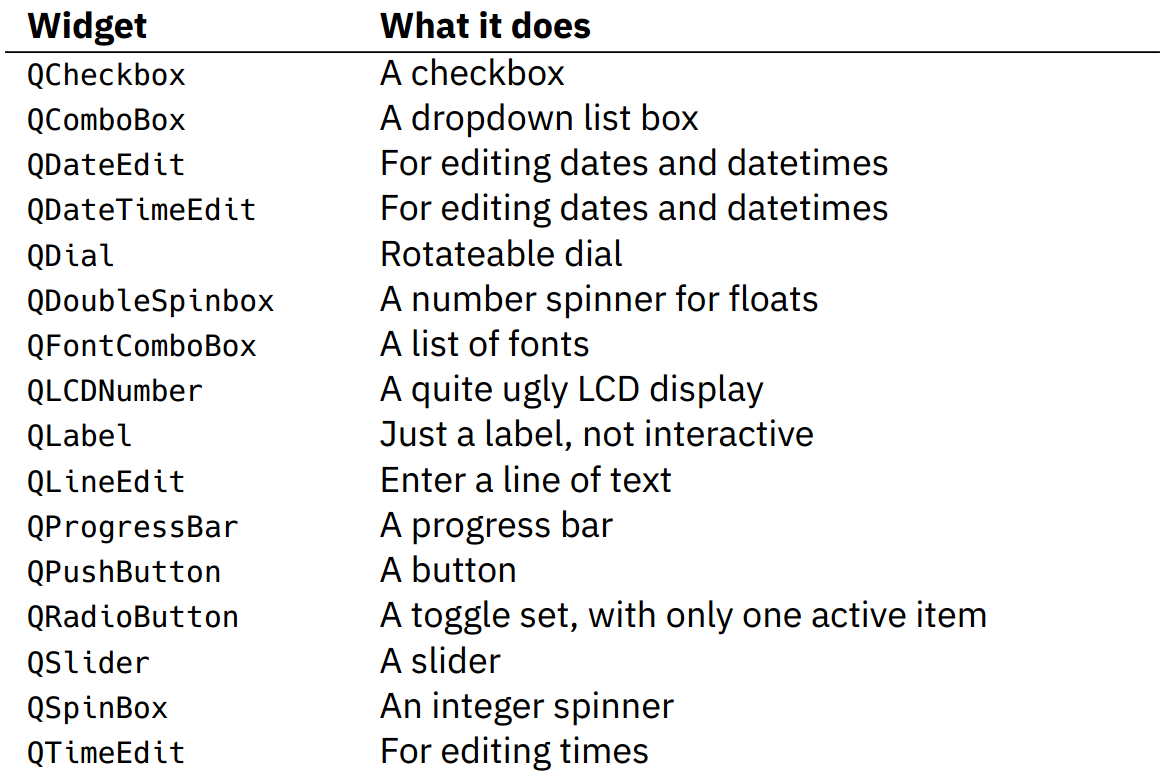 Widget What it does
QCheckbox A checkbox
QComboBox A dropdown list box
QDateEdit For editing dates and datetimes
QDateTimeEdit For editing dates and datetimes
QDial Rotateable dial
QDoubleSpinbox A number spinner for floats
QFontComboBox A list of fonts
QLCDNumber A quite ugly LCD display
QLabel Just a label, not interactive
QLineEdit Enter a line of text
QProgressBar A progress bar
QPushButton A button
QRadioButton A toggle set, with only one active item
QSlider A slider
QSpinBox An integer spinner
QTimeEdit For editing times